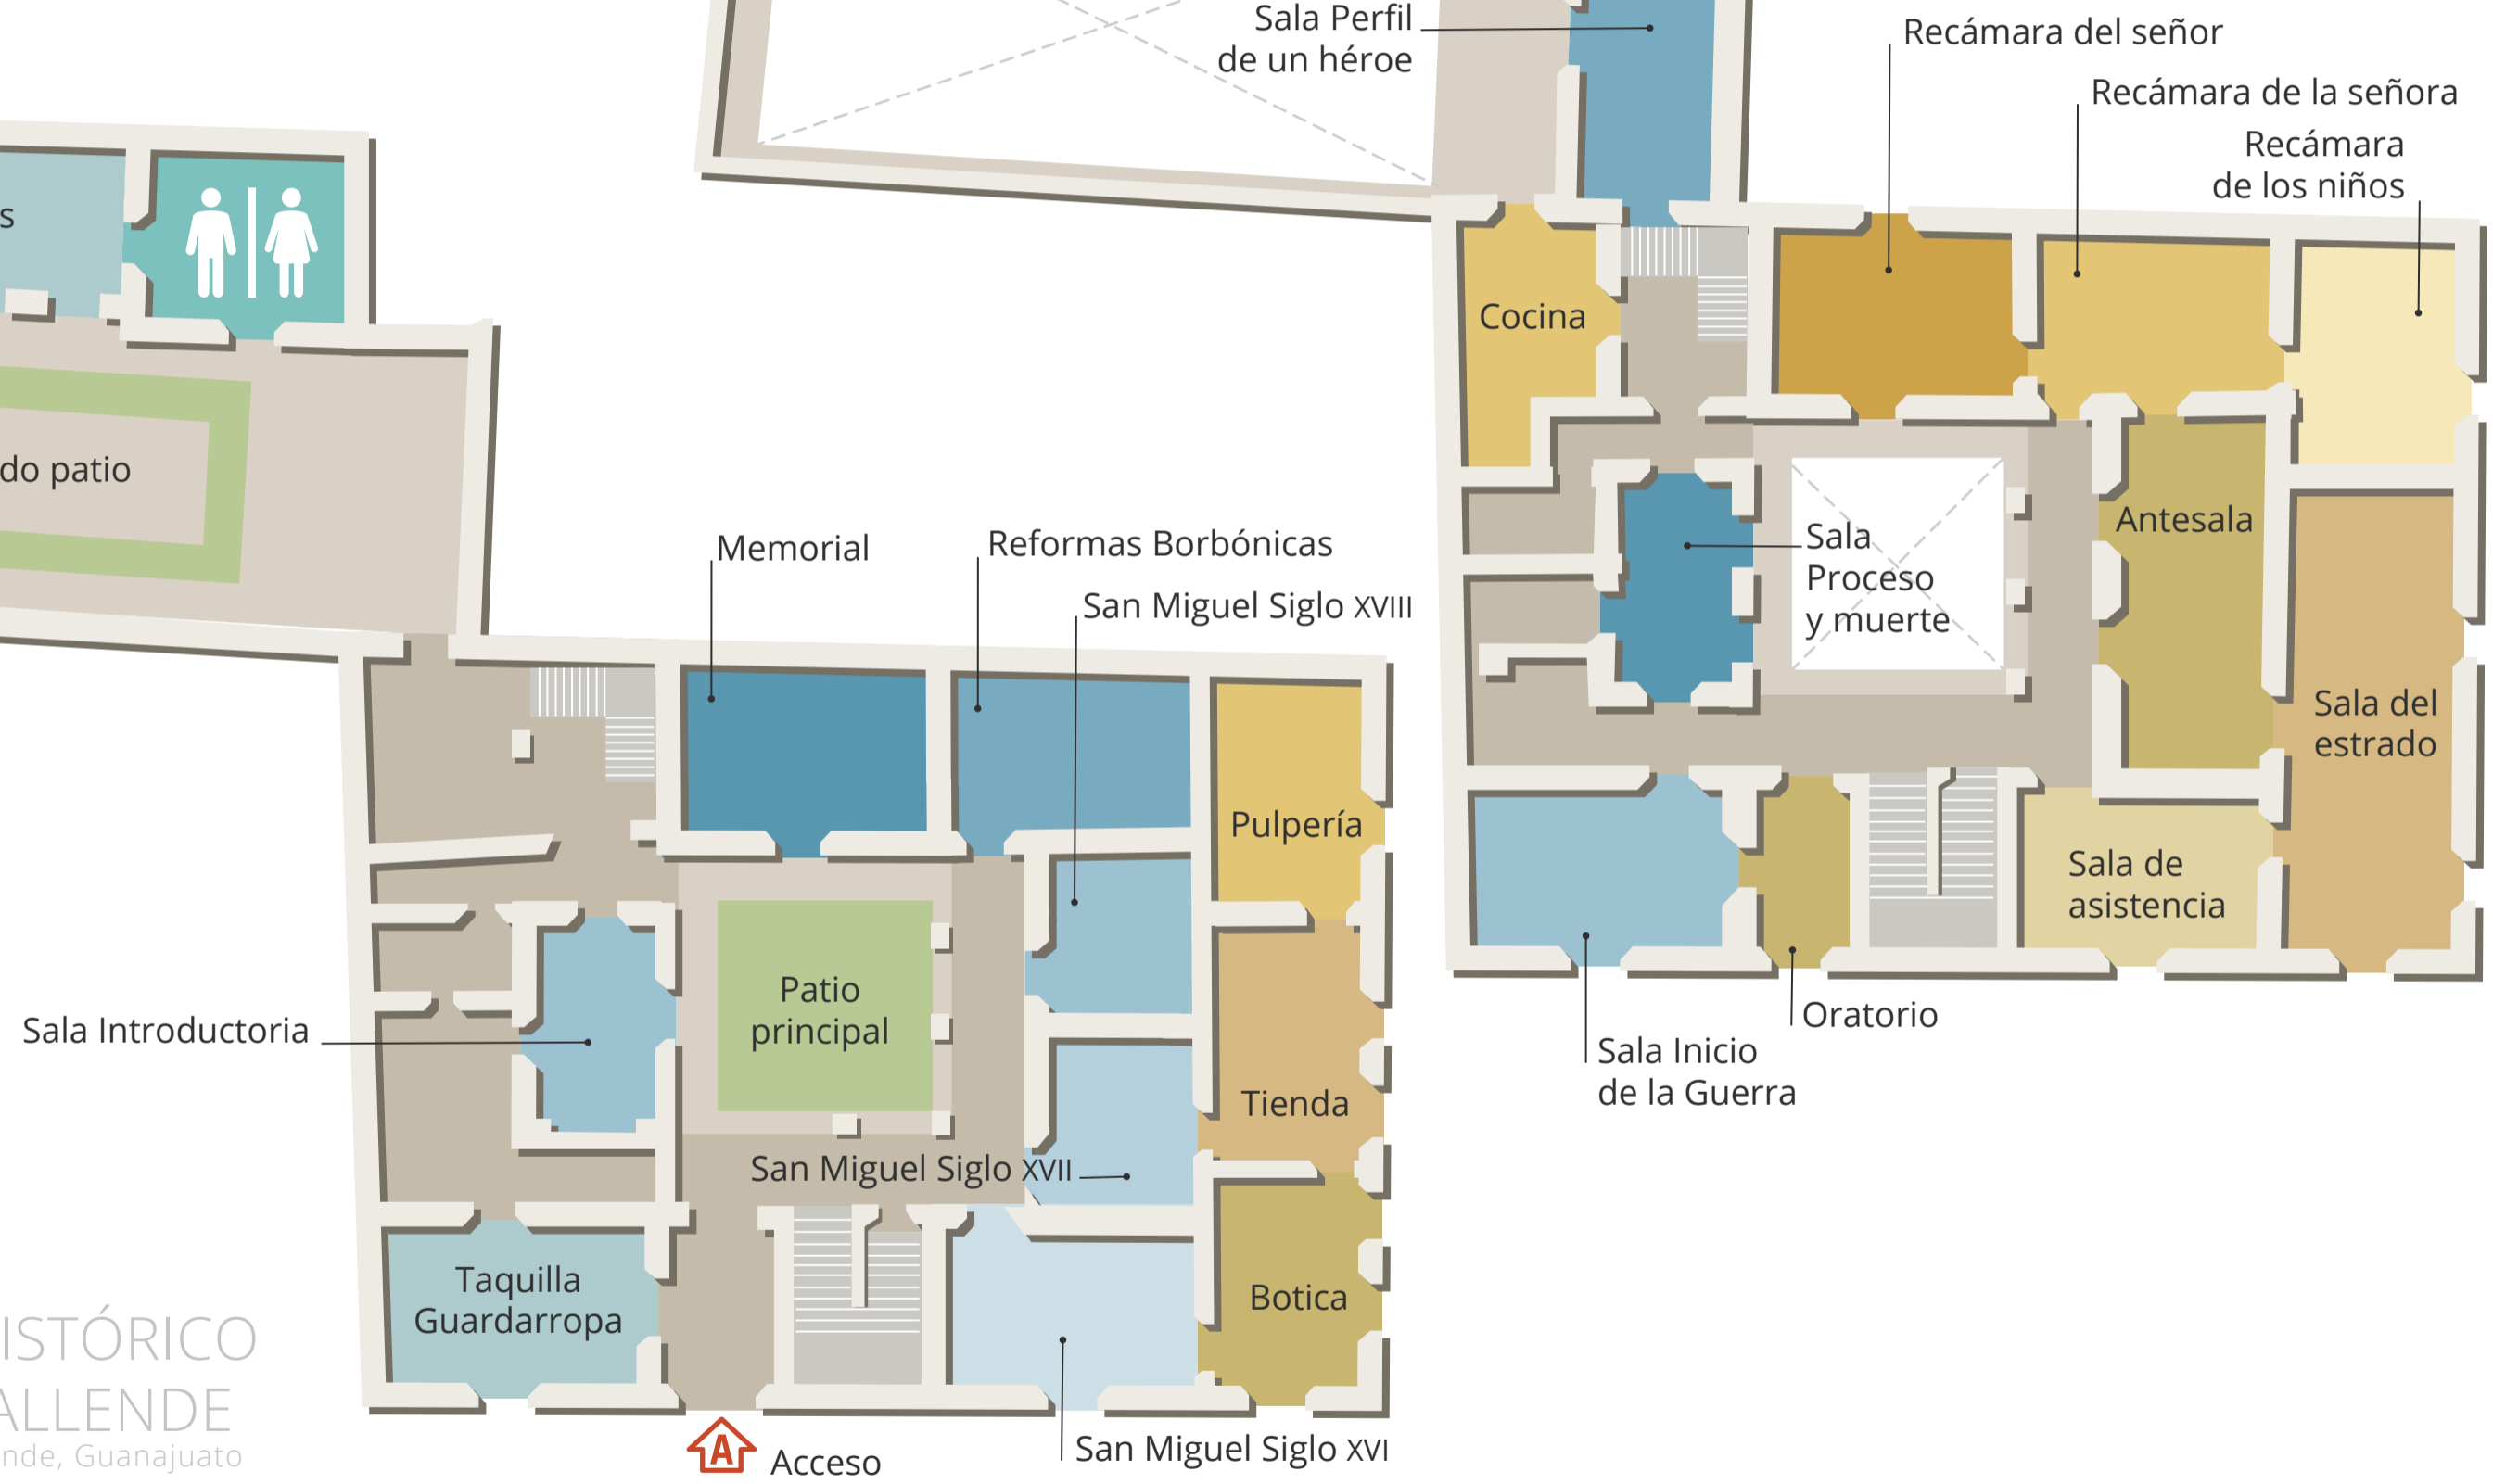 Sala Perfil
de un héroe
Recámara del señor
Recámara de la señora
Recámara
de los niños
s
Cocina
do patio
Memorial
Reformas Borbónicas
San Miguel Siglo XVIII
Sala
Proceso
y muerte
Antesala
Sala del
estrado
Pulpería
Sala de
asistencia
Patio
principal
Sala Introductoria
Oratorio
Sala Inicio
de la Guerra
Tienda
San Miguel Siglo XVII
Taquilla
Guardarropa
Botica
ISTÓRICO
ALLENDE
nde, Guanajuato
A
Acceso
San Miguel Siglo XVI